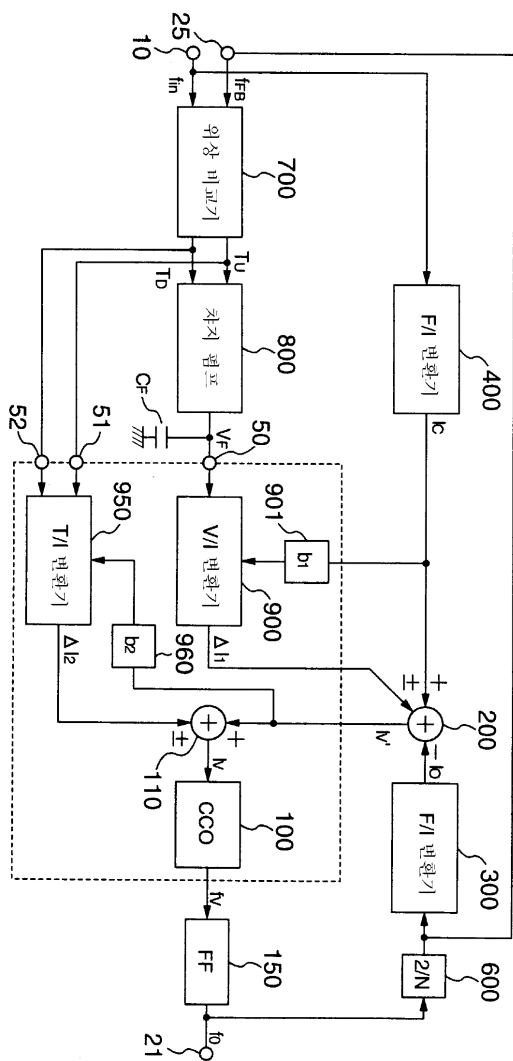 25
10
fFB
fin
위상 비교기
700
TU
TD
챠지 펌프
800
CF
VF
50
51
52
F/I 변환기
400
IC
901
b1
V/I 변환기
900
ΔI1
T/I 변환기
950
b2
960
ΔI2
+
±
+
200
−
IO
IV'
F/I 변환기
300
+
+
±
110
IV
CCO
100
fV
FF
150
2/N
600
fO
21